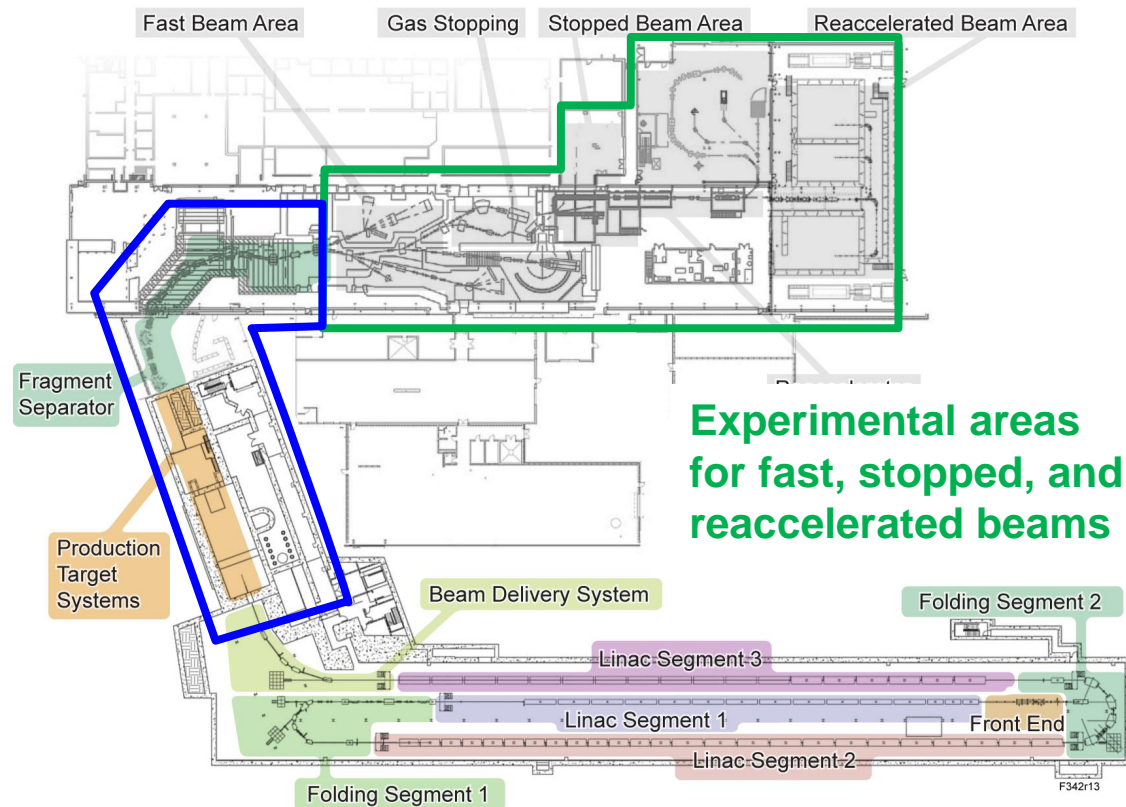 Fast Beam Area
Gas Stopping
Stopped Beam Area
Reaccelerated Beam Area
Fragment
Separator
Experimental areas
for fast, stopped, and
reaccelerated beams
Production
Target
Systems
Beam Delivery System
Folding Segment 2
Linac Segment 3
Linac Segment 1
Front End
Linac Segment 2
Folding Segment 1
F342r13